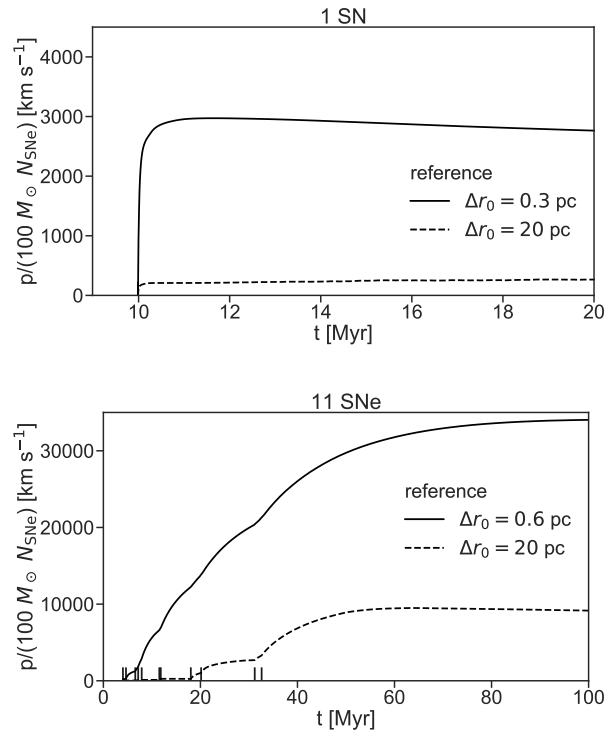 1 SN
p/(100 M⊙ N_SNe) [km s⁻¹]
4000
3000
2000
1000
0
reference
Δr₀ = 0.3 pc
Δr₀ = 20 pc
10 12 14 16 18 20
t [Myr]
11 SNe
p/(100 M⊙ N_SNe) [km s⁻¹]
30000
20000
10000
0
reference
Δr₀ = 0.6 pc
Δr₀ = 20 pc
0 20 40 60 80 100
t [Myr]